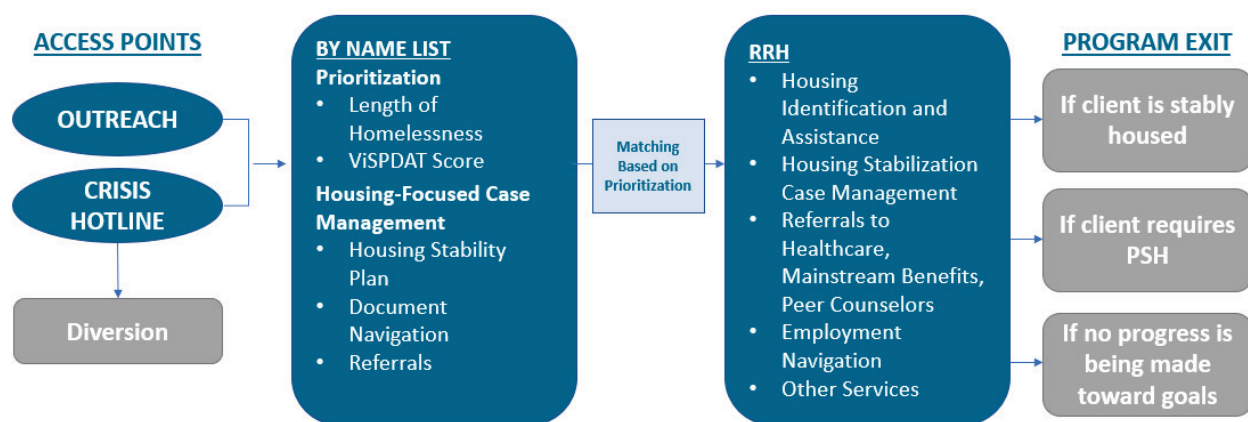 ACCESS POINTS
OUTREACH
CRISIS
HOTLINE
Diversion
BY NAME LIST
Prioritization
• Length of
Homelessness
• ViSPDAT Score
Housing-Focused Case
Management
• Housing Stability
Plan
• Document
Navigation
• Referrals
Matching
Based on
Prioritization
RRH
• Housing
Identification and
Assistance
• Housing Stabilization
Case Management
• Referrals to
Healthcare,
Mainstream Benefits,
Peer Counselors
• Employment
Navigation
• Other Services
PROGRAM EXIT
If client is stably
housed
If client requires
PSH
If no progress is
being made
toward goals